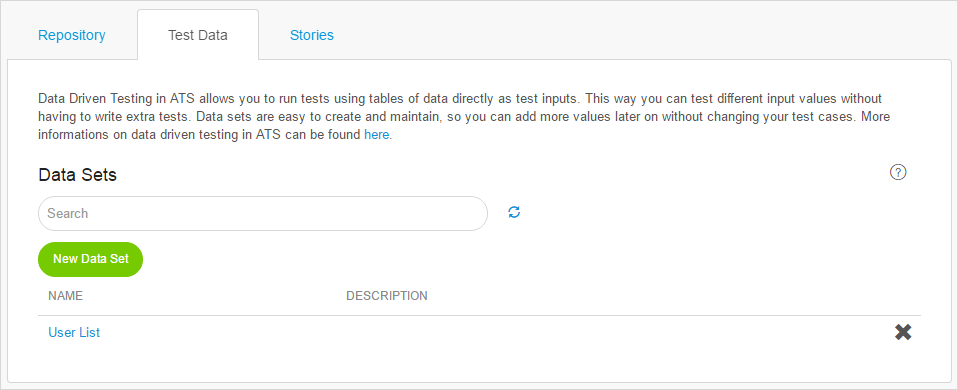 Repository Test Data Stories
Data Driven Testing in ATS allows you to run tests using tables of data directly as test inputs. This way you can test different input values without
having to write extra tests. Data sets are easy to create and maintain, so you can add more values later on without changing your test cases. More
informations on data driven testing in ATS can be found here.
Data Sets ?
Search
New Data Set
NAME DESCRIPTION
User List